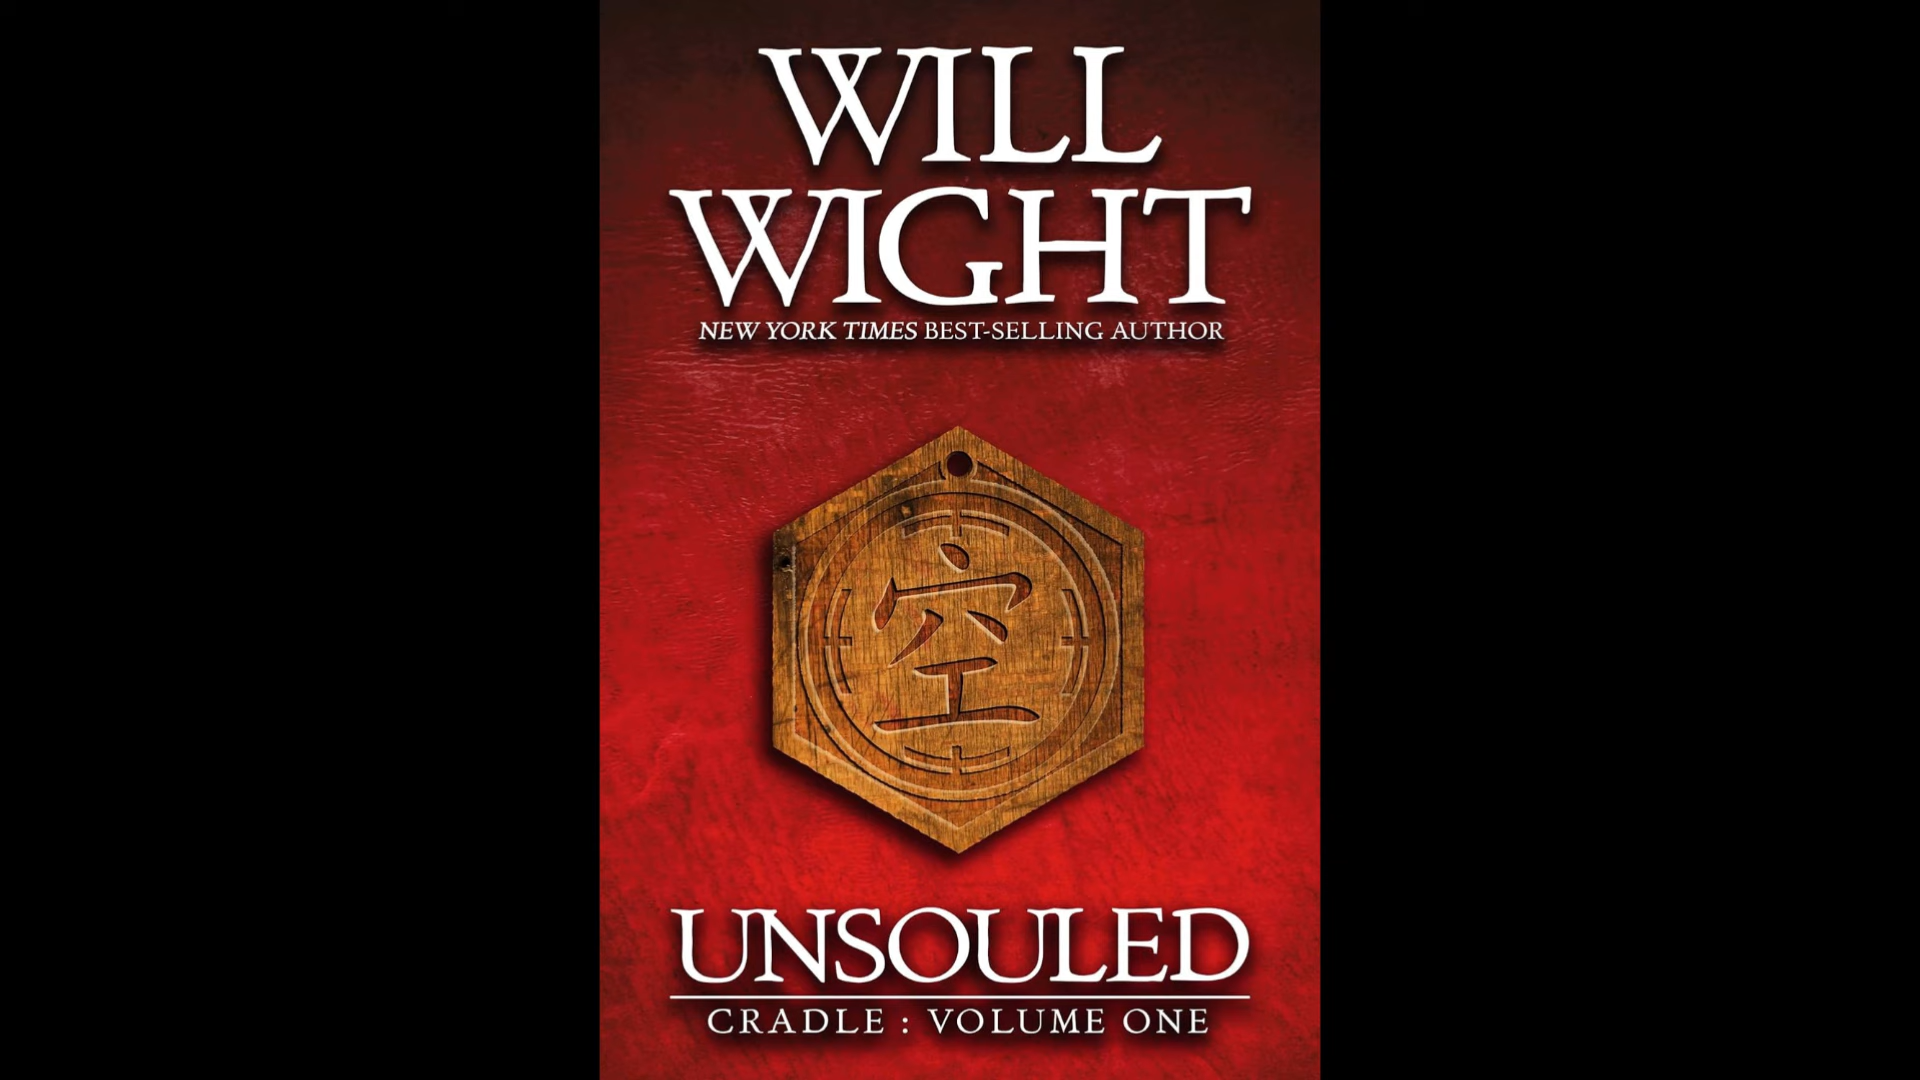 WILL
WIGHT
NEW YORK TIMES BEST-SELLING AUTHOR
空
UNSOULED
CRADLE : VOLUME ONE